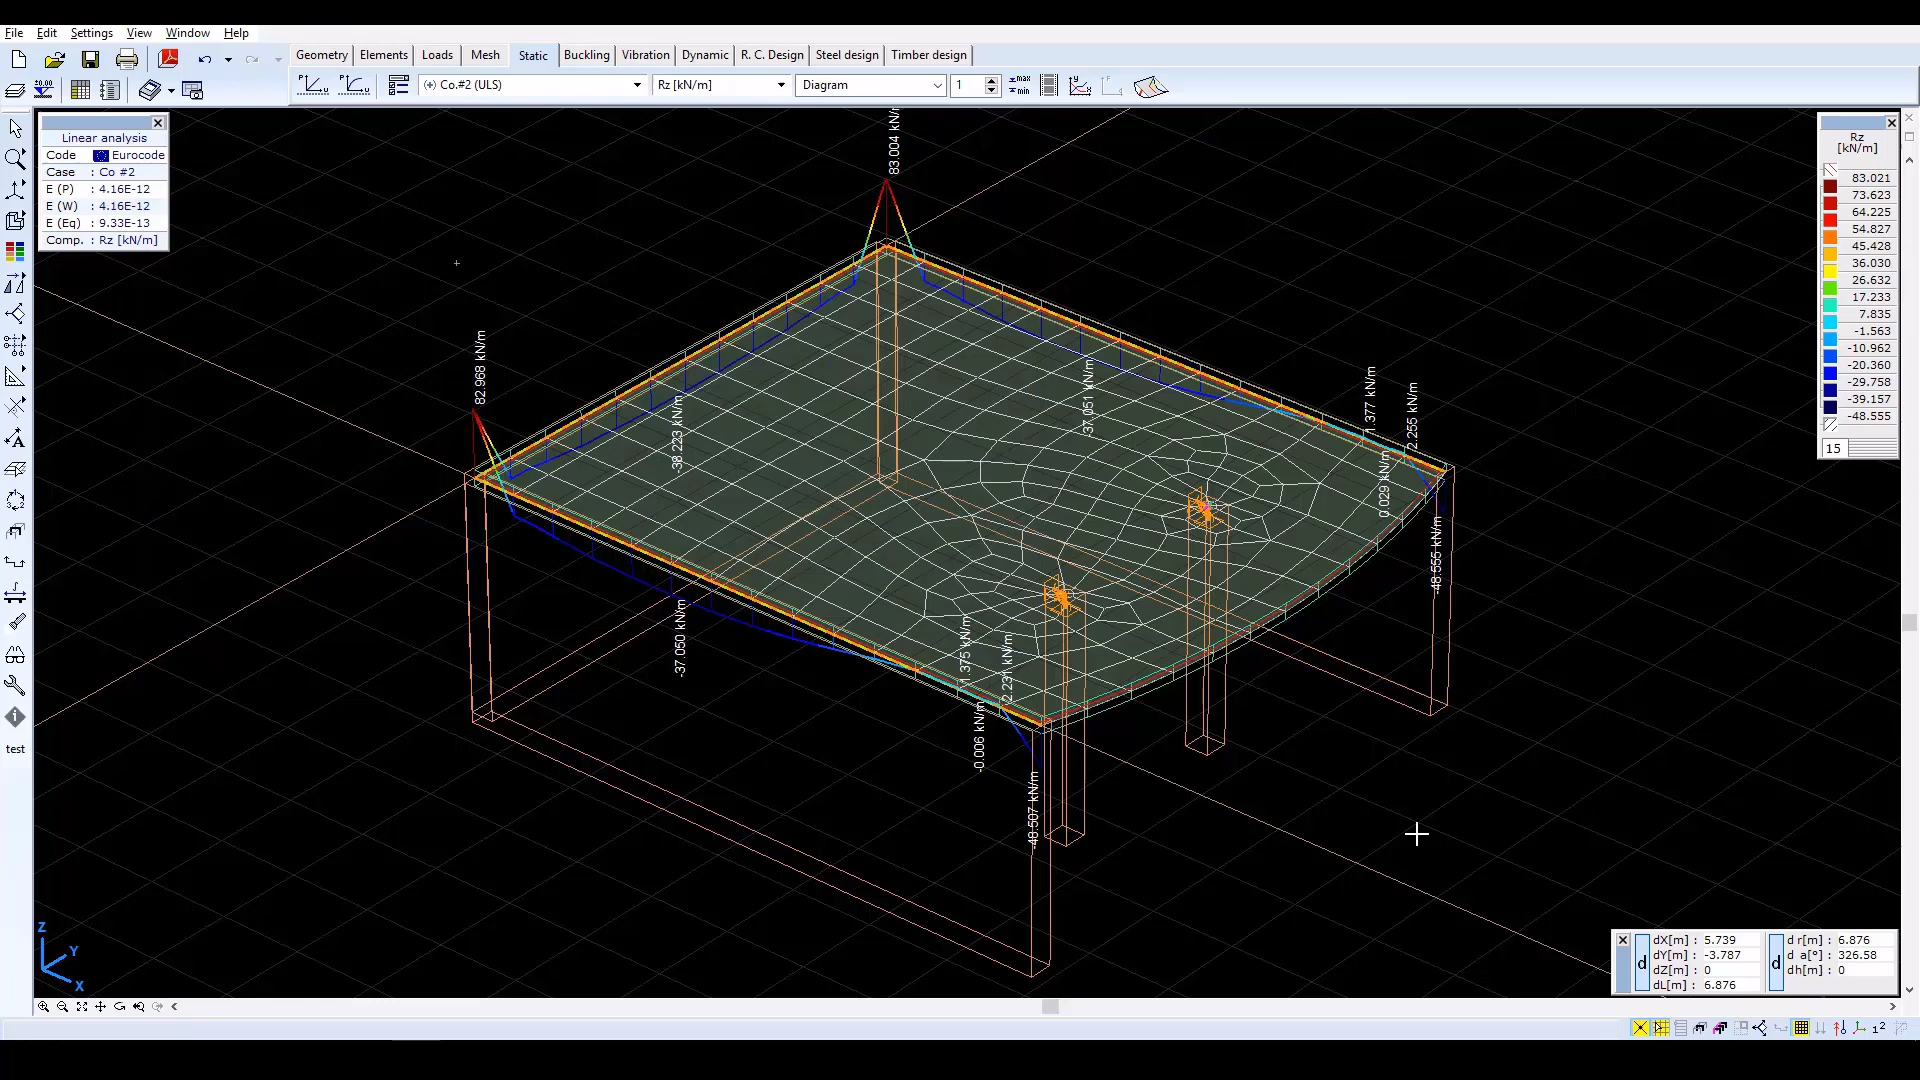 File Edit Settings View Window Help
Geometry Elements Loads Mesh Static Buckling Vibration Dynamic R. C. Design Steel design Timber design
(+) Co.#2 (ULS) Rz [kN/m] Diagram 1 max min
Linear analysis
Code Eurocode
Case : Co #2
E (P) : 4.16E-12
E (W) : 4.16E-12
E (Eq) : 9.33E-13
Comp. : Rz [kN/m]
83.004 kN/
82.968 kN/m
-38.223 kN/m
-37.051 kN/m
1.377 kN/m
2.255 kN/m
0.029 kN/m
-48.555 kN/m
-37.050 kN/m
1.375 kN/m
2.231 kN/m
-0.006 kN/m
-48.507 kN/m
Rz
[kN/m]
83.021
73.623
64.225
54.827
45.428
36.030
26.632
17.233
7.835
-1.563
-10.962
-20.360
-29.758
-39.157
-48.555
15
test
Z
Y
X
d
dX[m] : 5.739
dY[m] : -3.787
dZ[m] : 0
dL[m] : 6.876
d
d r[m] : 6.876
d a[°] : 326.58
dh[m] : 0